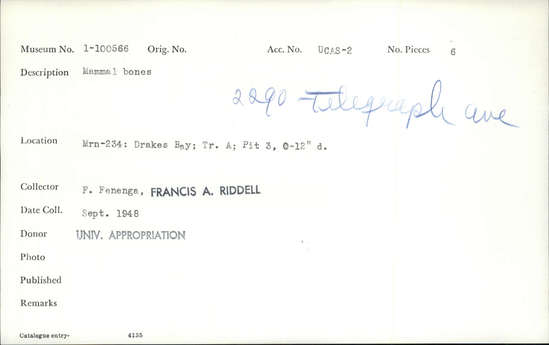 Museum No. 1-100566 Orig. No. Acc. No. UCAS-2 No. Pieces 6
Description Mammal bones
2290 Telegraph ave
Location Mrn-234: Drakes Bay; Tr. A; Pit 3, 0-12" d.
Collector F. Fenenga, FRANCIS A. RIDDELL
Date Coll. Sept. 1948
Donor UNIV. APPROPRIATION
Photo
Published
Remarks
Catalogue entry- 4135